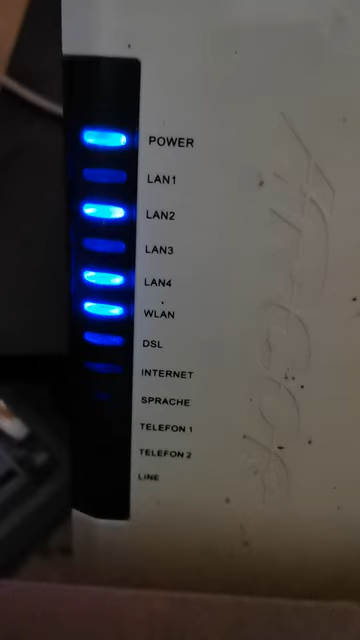 POWER
LAN1
LAN2
LAN3
LAN4
WLAN
DSL
INTERNET
SPRACHE
TELEFON 1
TELEFON 2
LINE